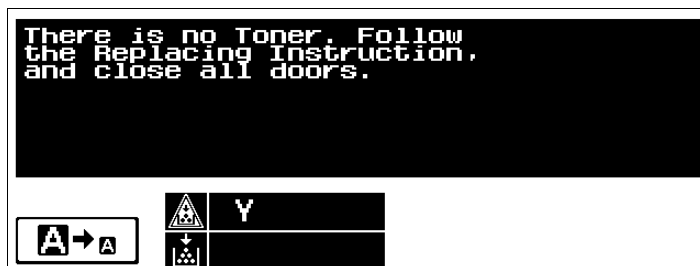 There is no Toner. Follow
the Replacing Instruction,
and close all doors.
Y
A→A